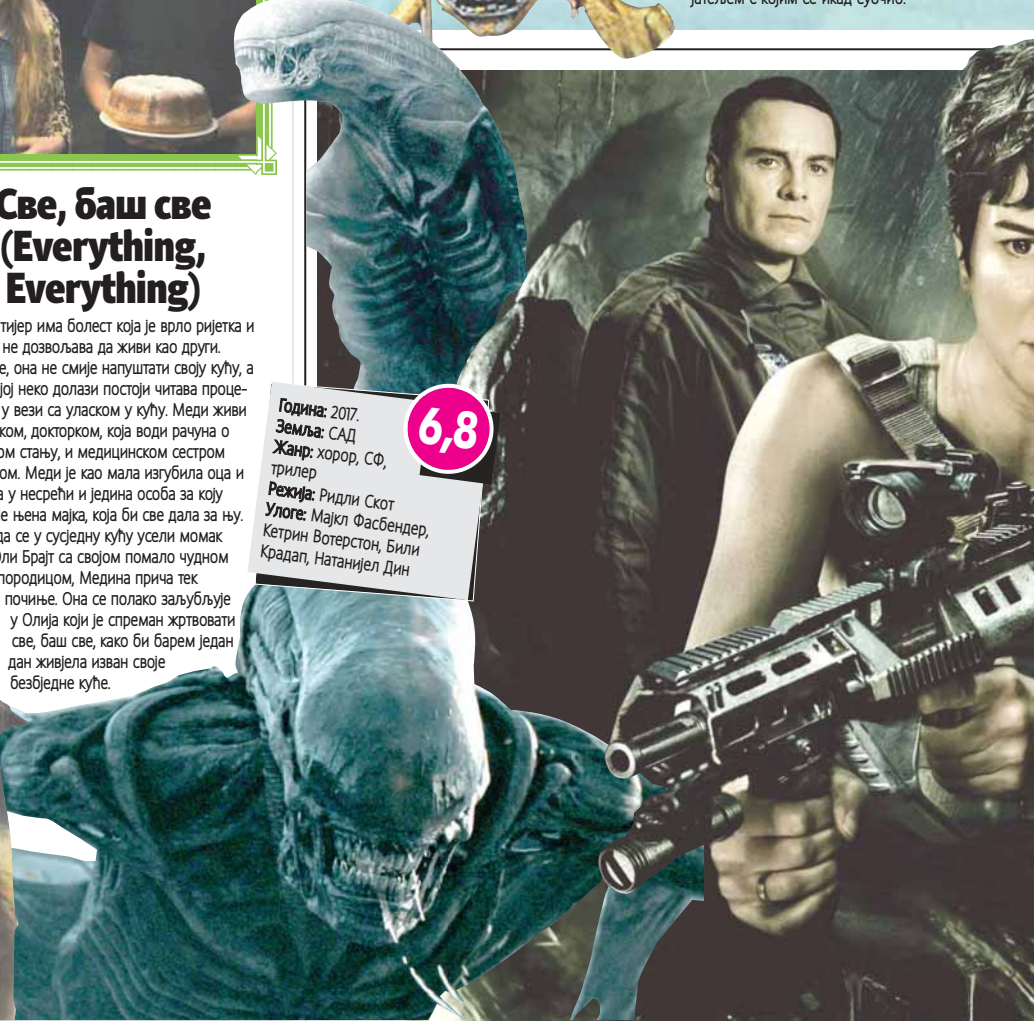 јатељем с којим се икад суочио.
Све, баш све
(Everything,
Everything)
тијер има болест која је врло ријетка и
не дозвољава да живи као други.
е, она не смије напуштати своју кућу, а
јој неко долази постоји читава проце-
у вези са уласком у кућу. Меди живи
ком, докторком, која води рачуна о
ом стању, и медицинском сестром
ом. Меди је као мала изгубила оца и
а у несрећи и једина особа за коју
е њена мајка, која би све дала за њу.
да се у сусједну кућу усели момак
Оли Брајт са својом помало чудном
породицом, Медина прича тек
почиње. Она се полако заљубљује
у Олија који је спреман жртвовати
све, баш све, како би барем један
дан живјела изван своје
безбједне куће.
Година: 2017.
Земља: САД
Жанр: хорор, СФ,
трилер
Режија: Ридли Скот
Улоге: Мајкл Фасбендер,
Кетрин Вотерстон, Били
Крадап, Натанијел Дин
6,8